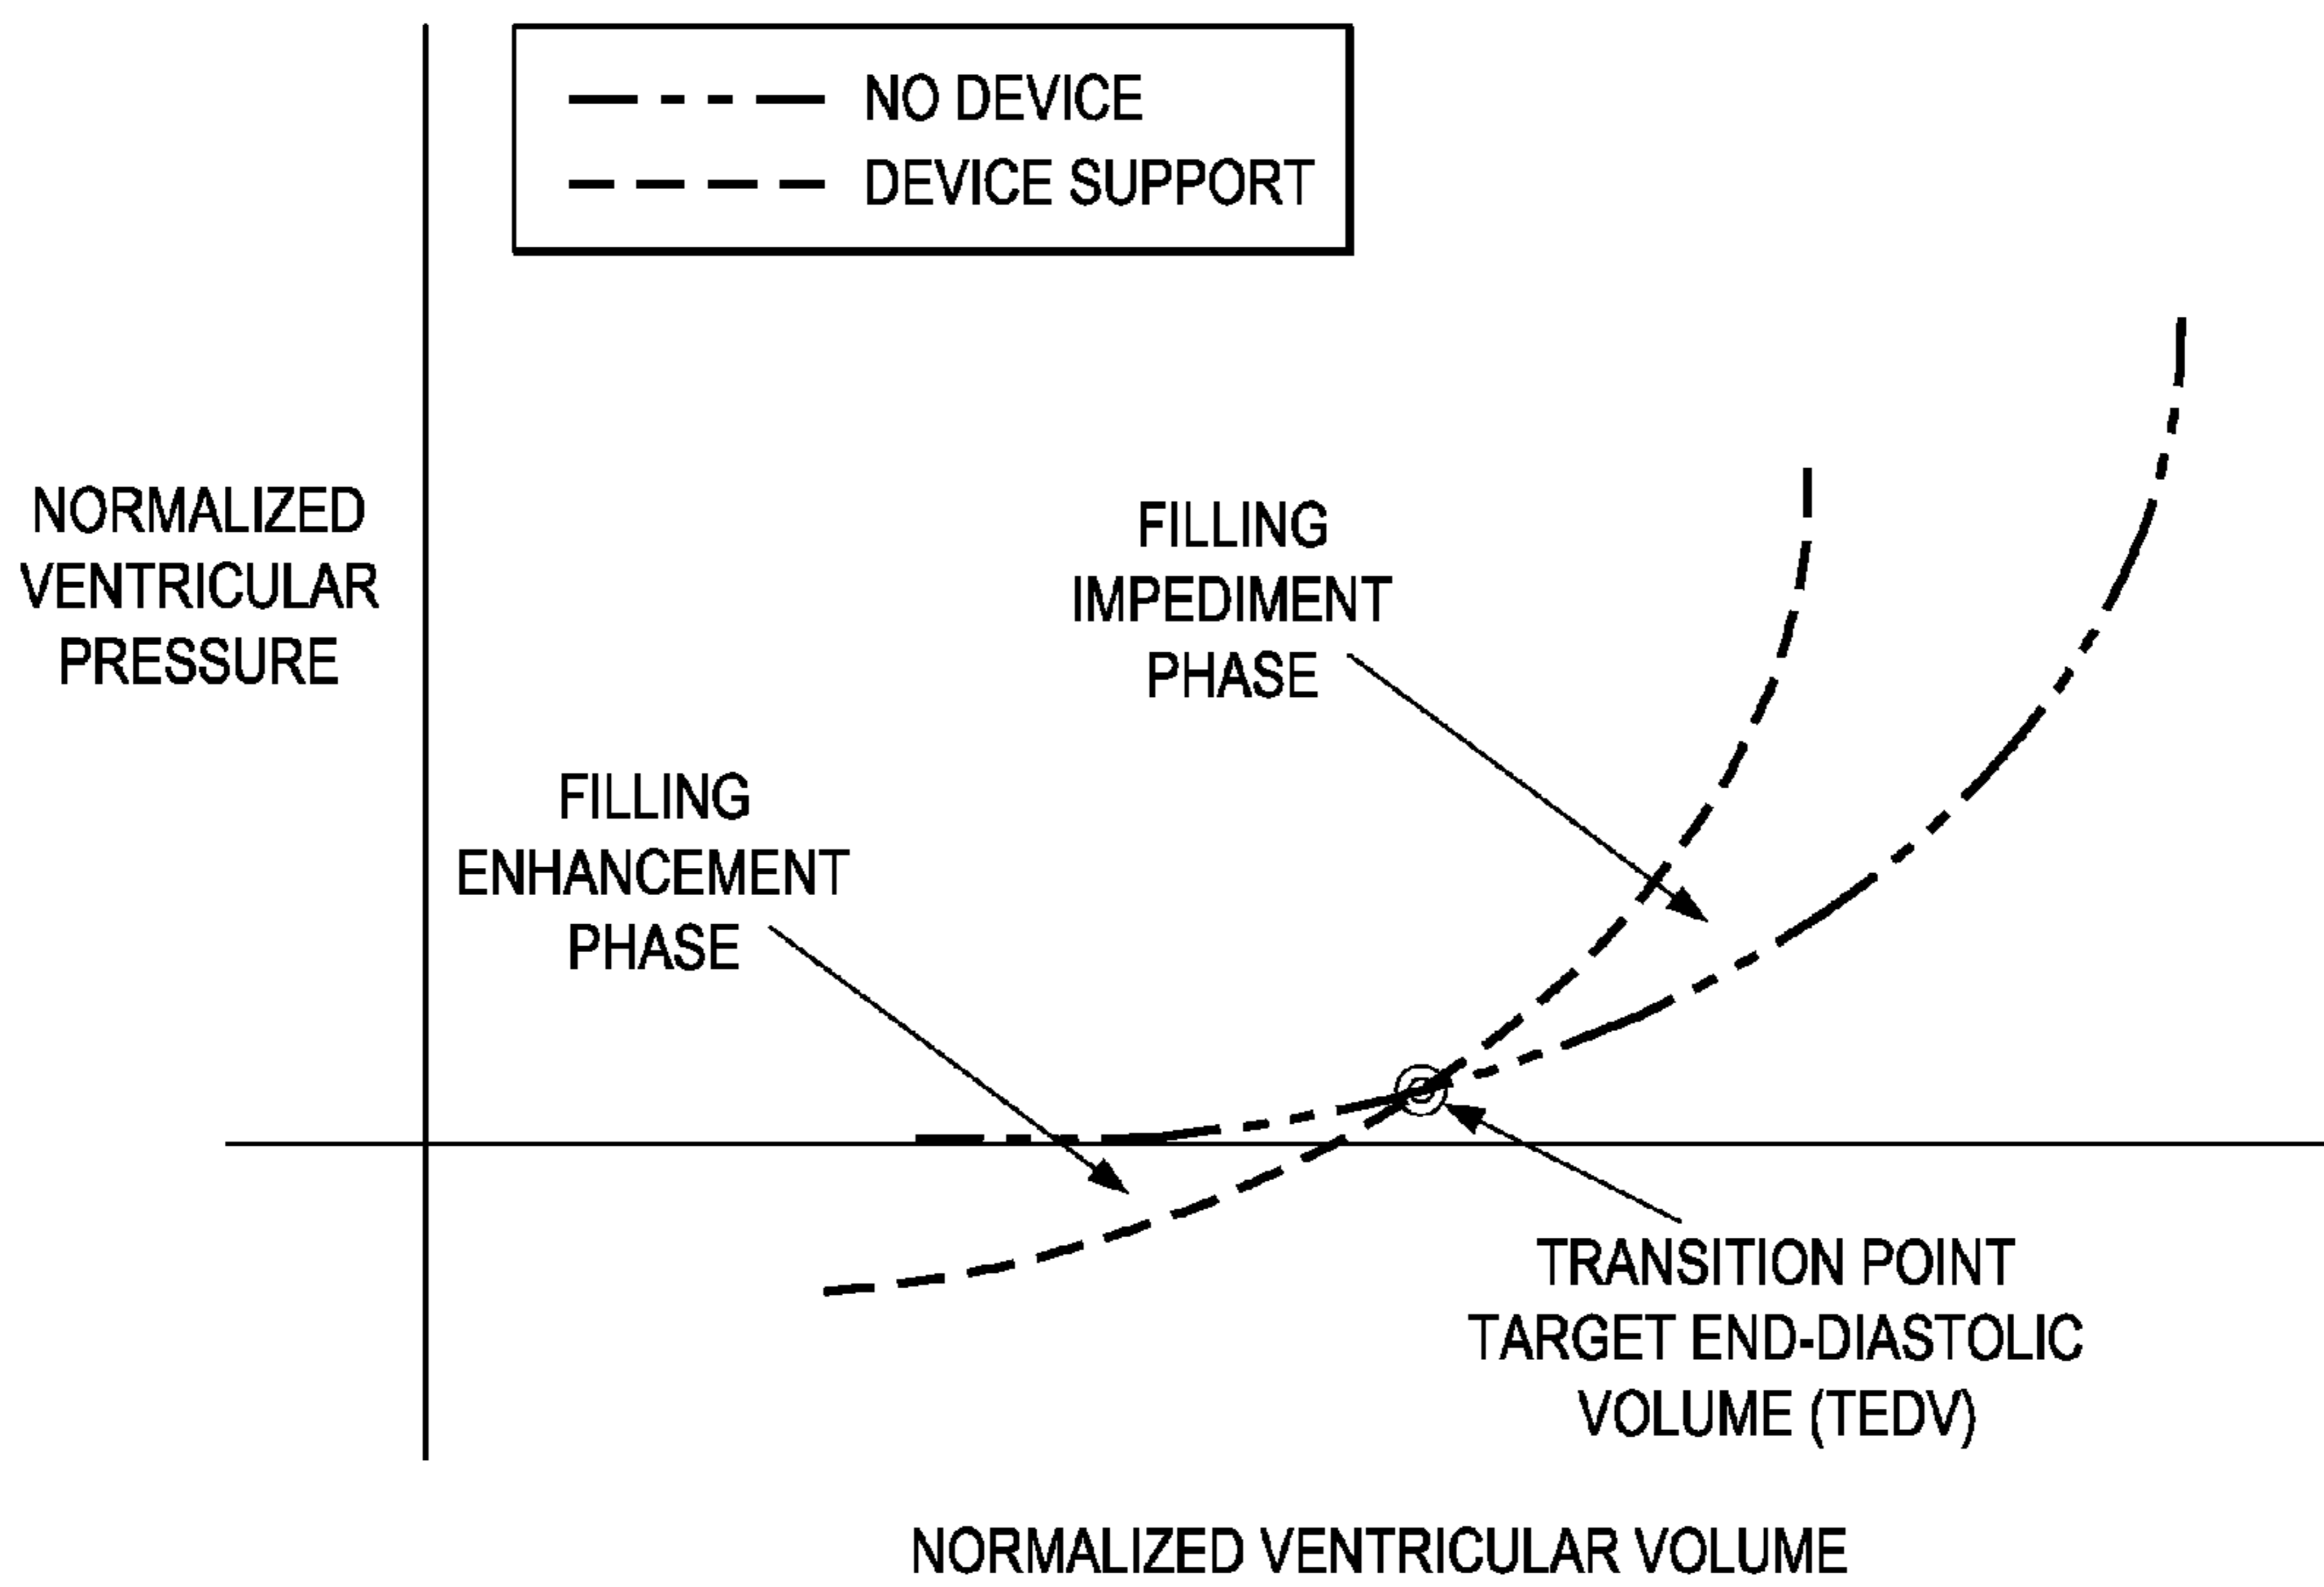 NO DEVICE
DEVICE SUPPORT
NORMALIZED
VENTRICULAR
PRESSURE
FILLING
IMPEDIMENT
PHASE
FILLING
ENHANCEMENT
PHASE
TRANSITION POINT
TARGET END-DIASTOLIC
VOLUME (TEDV)
NORMALIZED VENTRICULAR VOLUME